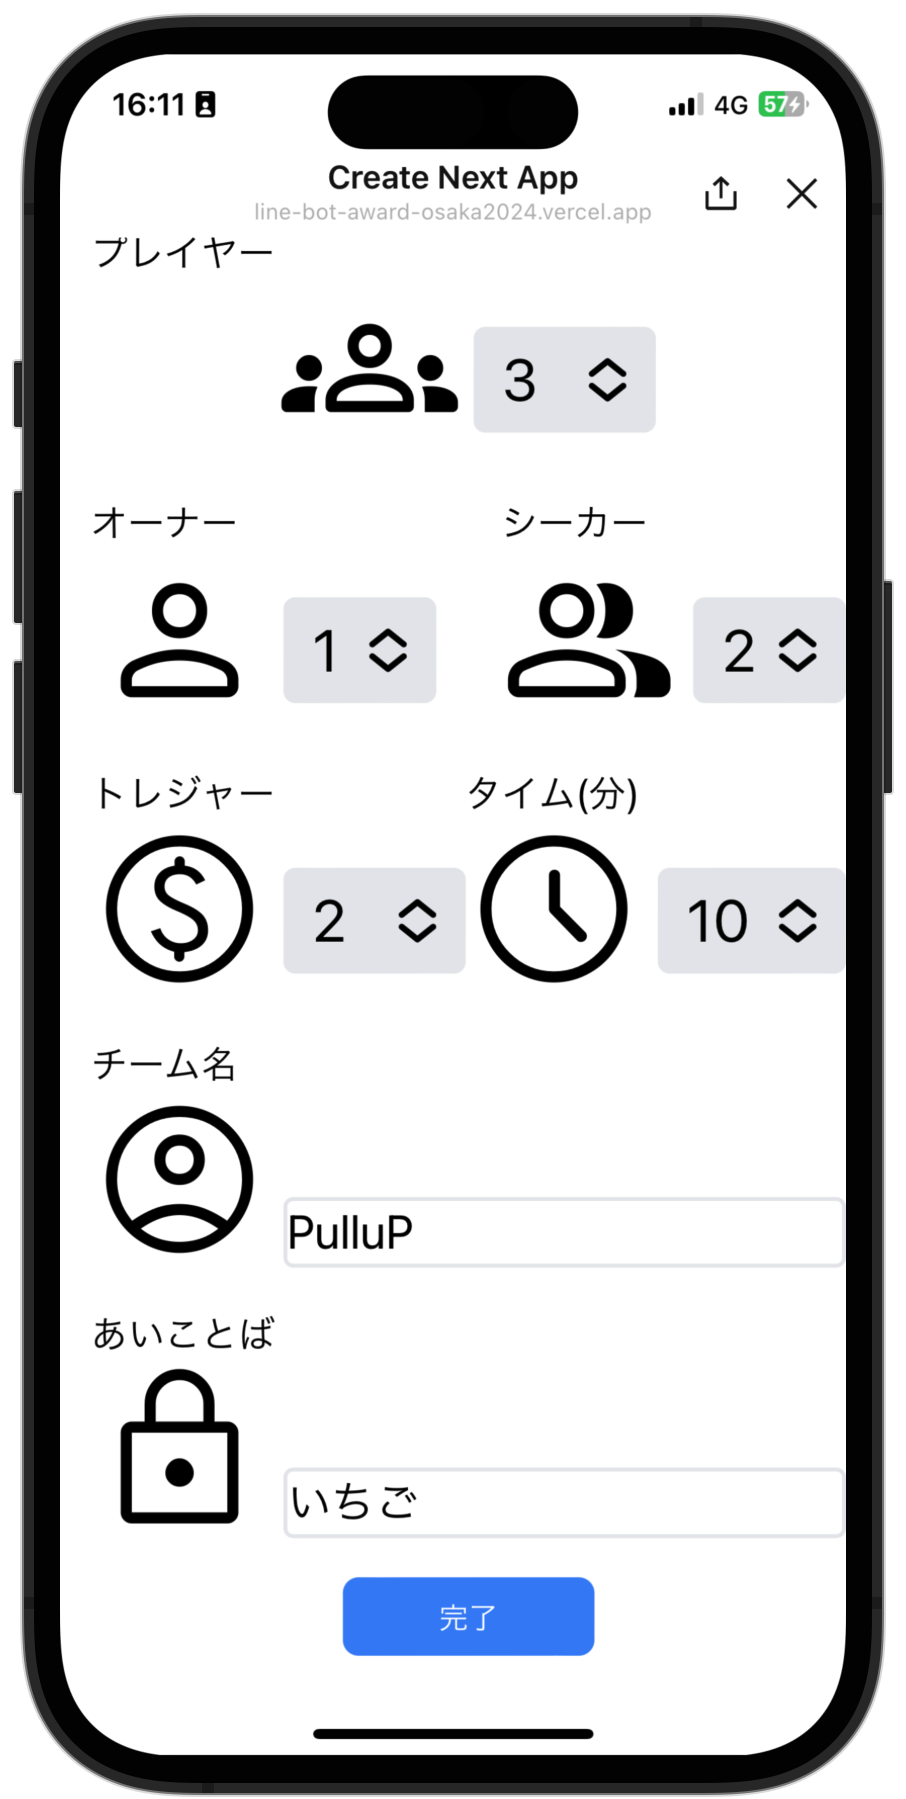 16:11
4G 57
Create Next App
line-bot-award-osaka2024.vercel.app
プレイヤー
3
オーナー シーカー
1 2
トレジャー タイム(分)
2 10
チーム名
PulluP
あいことば
いちご
完了